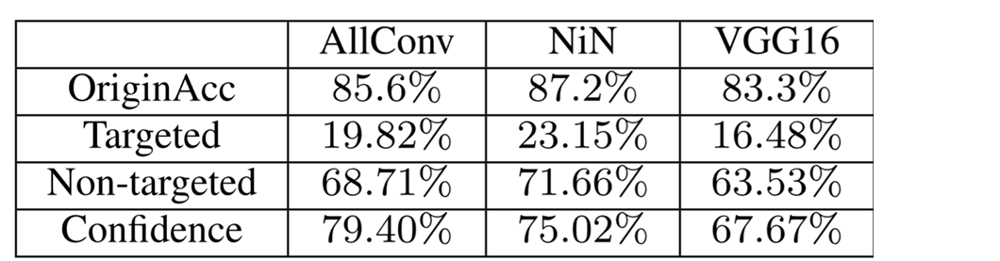 AllConv NiN VGG16
OriginAcc 85.6% 87.2% 83.3%
Targeted 19.82% 23.15% 16.48%
Non-targeted 68.71% 71.66% 63.53%
Confidence 79.40% 75.02% 67.67%